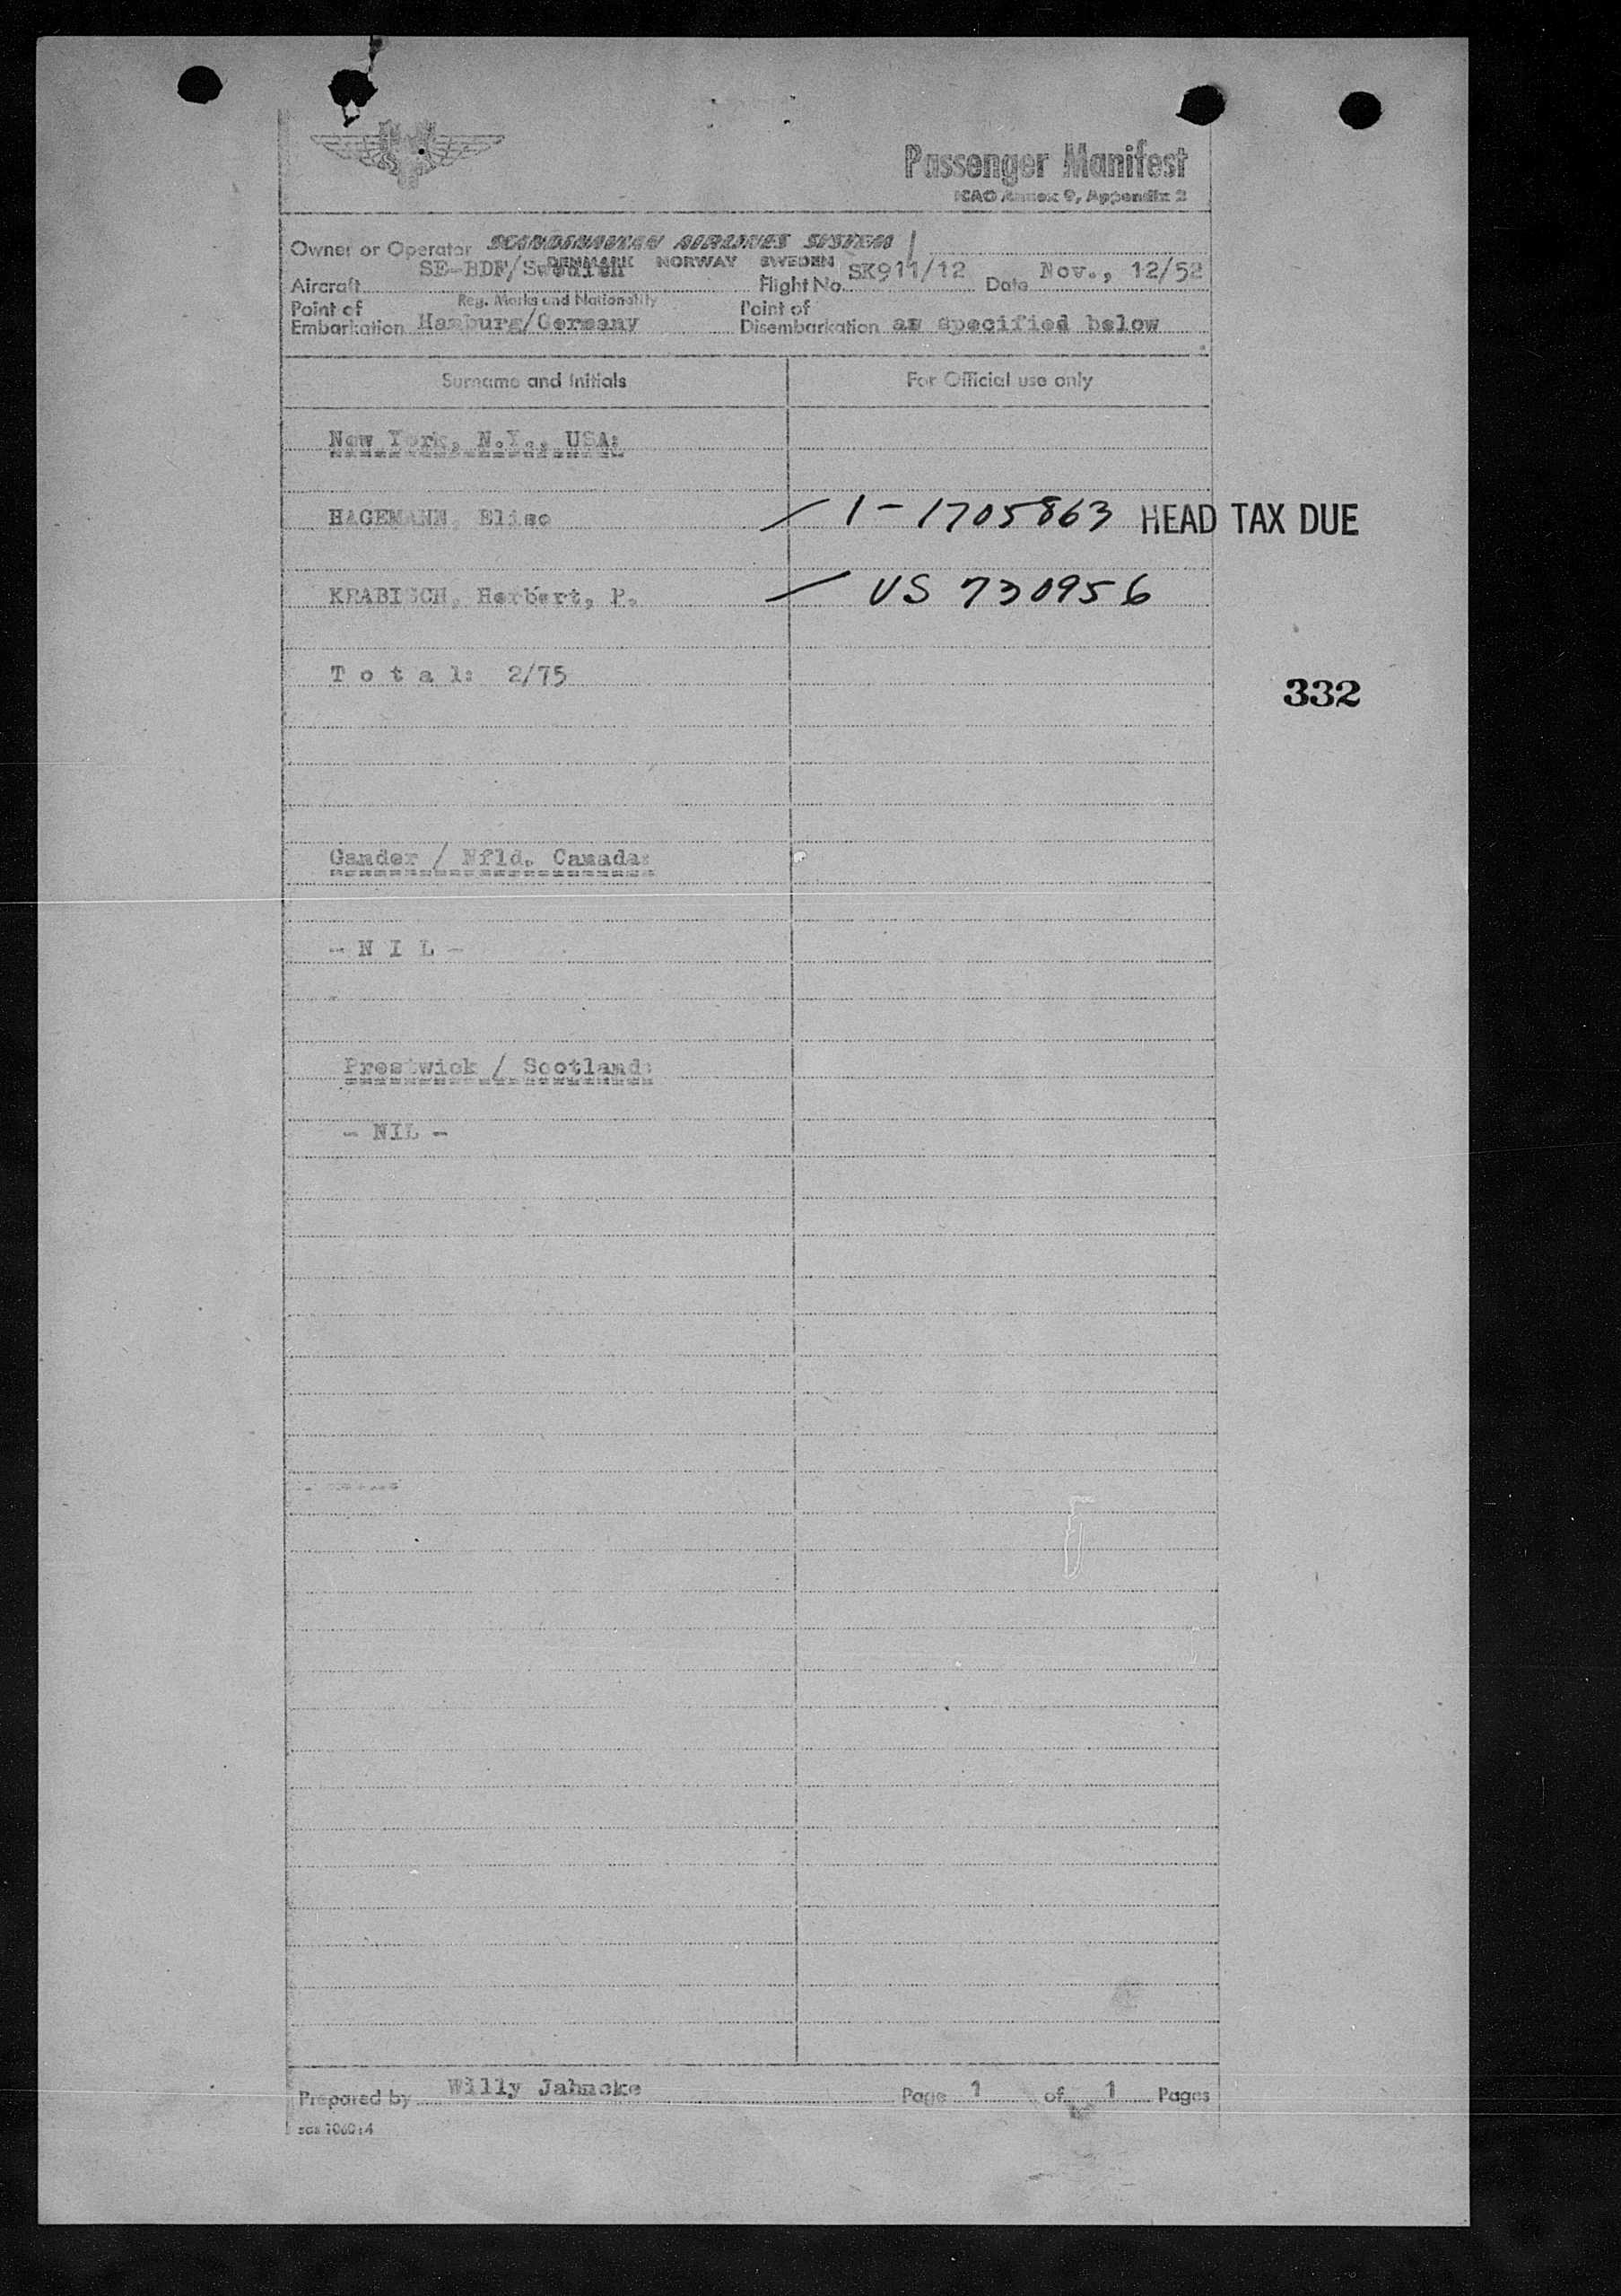 Passenger Manifest
ICAO Annex 9, Appendix 2
Owner or Operator SCANDINAVIAN AIRLINES SYSTEM
DENMARK NORWAY SWEDEN
Aircraft SE-BDF/Swedish Flight No. SK911/12 Date Nov., 12/52
Reg. Marks and Nationality
Point of Embarkation Hamburg/Germany Point of Disembarkation as specified below
Surname and Initials For Official use only
New York, N.Y., USA:
HAGEMANN, Elise 1-1705863 HEAD TAX DUE
KRABISCH, Herbert, P. US 730956
T o t a l: 2/75
332
Gander / Nfld. Canada:
- N I L -
Prestwick / Scotland:
- NIL -
Prepared by Willy Jahncke Page 1 of 1 Pages
sas 1060:4